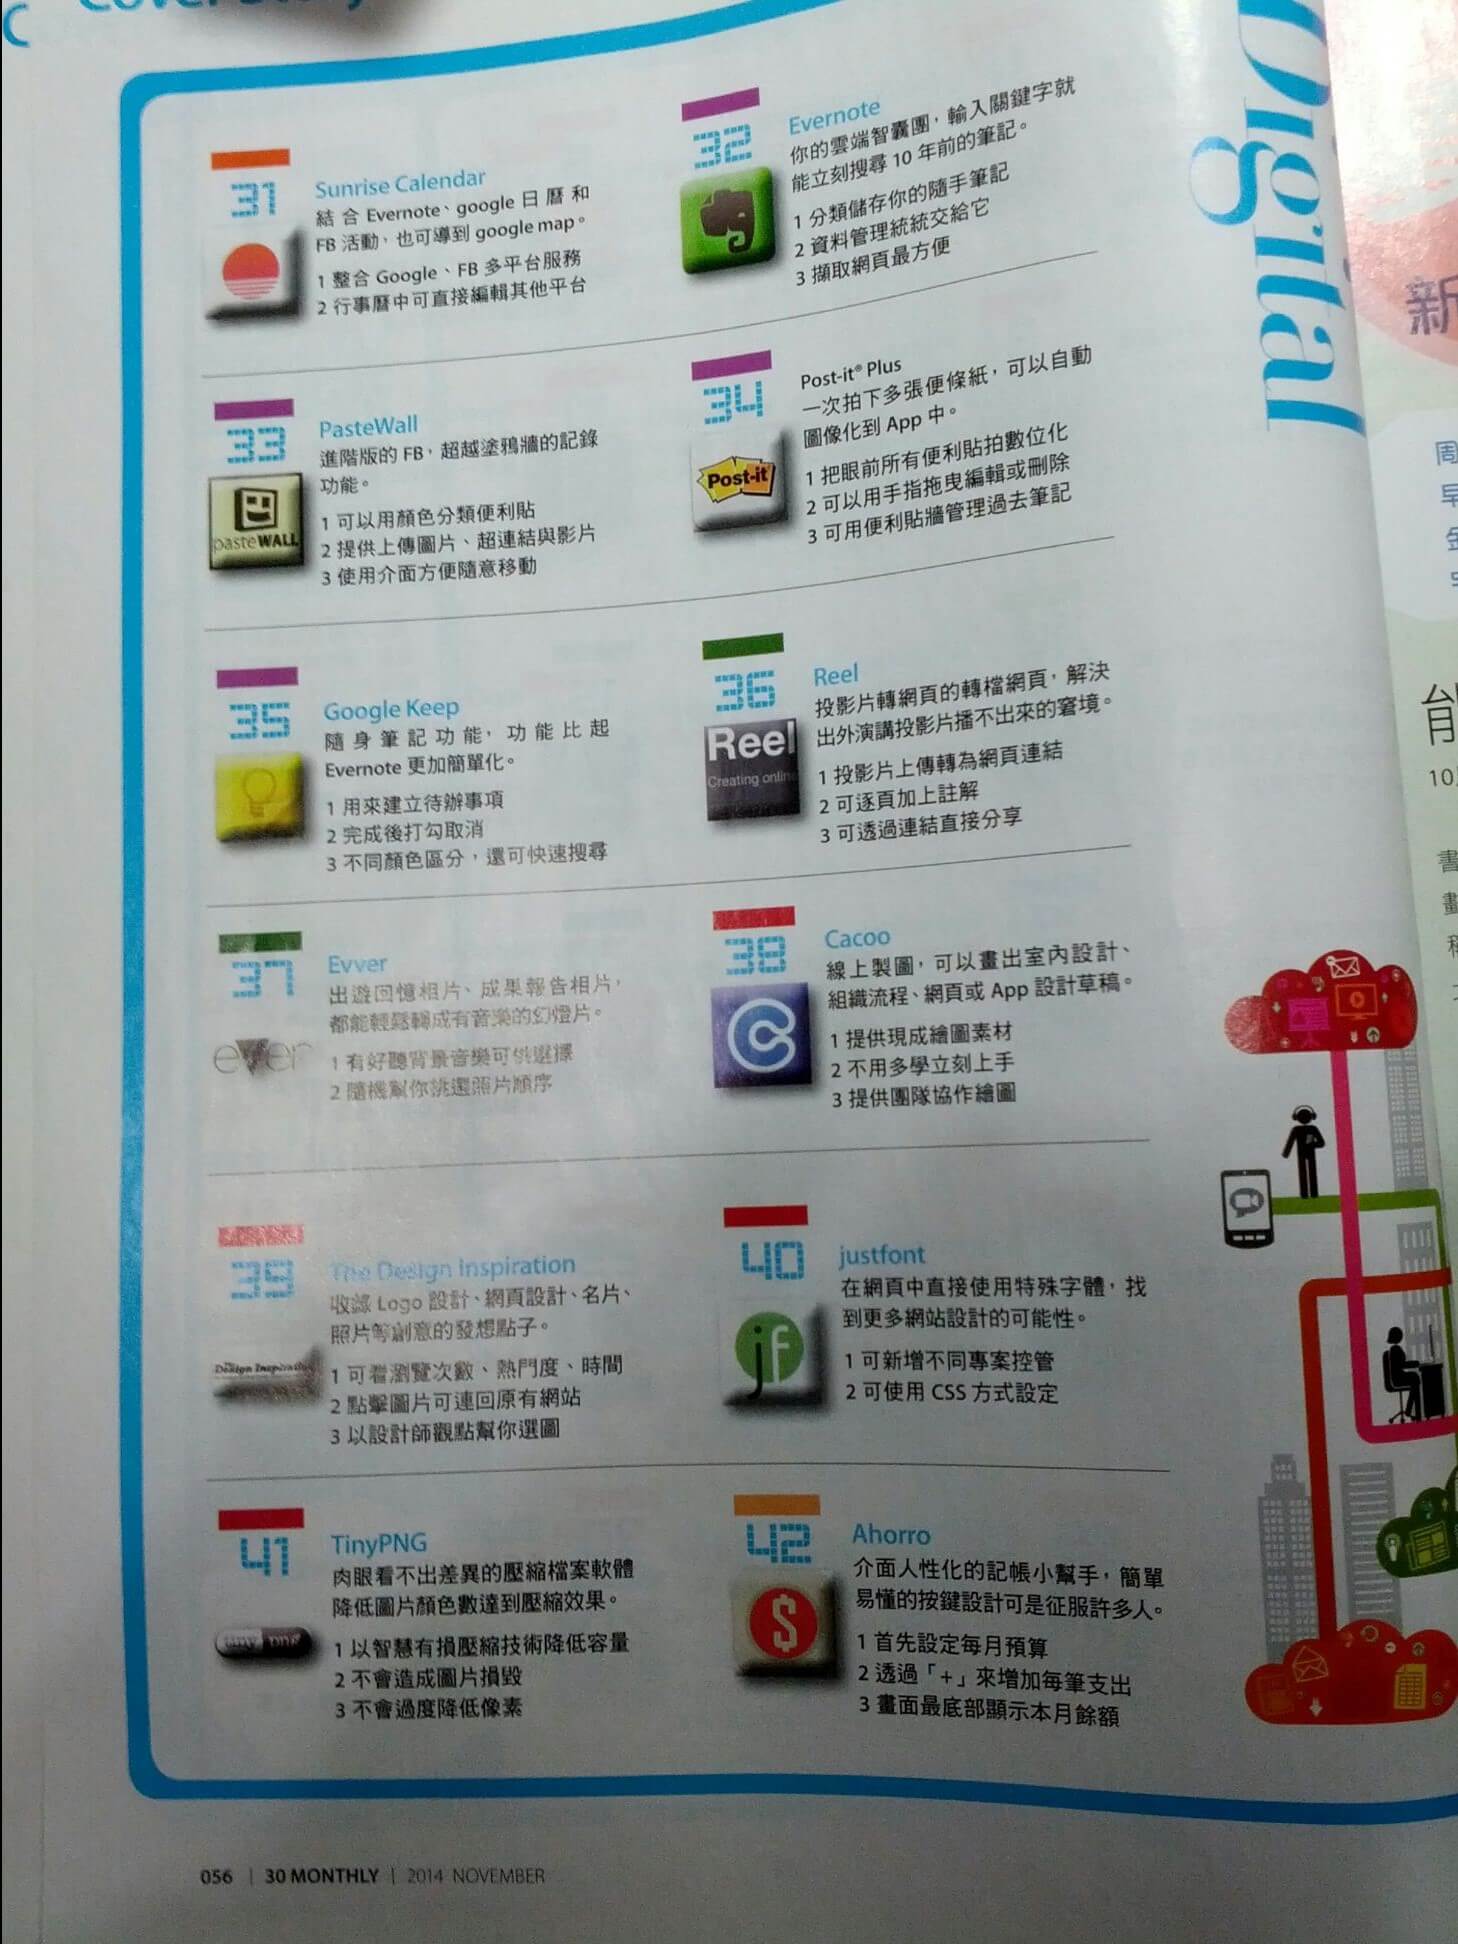 Cover Story
Digital
31
Sunrise Calendar
結合 Evernote、google 日曆和
FB 活動，也可導到 google map。
1 整合 Google、FB 多平台服務
2 行事曆中可直接編輯其他平台
32
Evernote
你的雲端智囊團，輸入關鍵字就
能立刻搜尋 10 年前的筆記。
1 分類儲存你的隨手筆記
2 資料管理統統交給它
3 擷取網頁最方便
33
pasteWALL
PasteWall
進階版的 FB，超越塗鴉牆的記錄
功能。
1 可以用顏色分類便利貼
2 提供上傳圖片、超連結與影片
3 使用介面方便隨意移動
34
Post-it
Post-it® Plus
一次拍下多張便條紙，可以自動
圖像化到 App 中。
1 把眼前所有便利貼拍數位化
2 可以用手指拖曳編輯或刪除
3 可用便利貼牆管理過去筆記
35
Google Keep
隨身筆記功能，功能比起
Evernote 更加簡單化。
1 用來建立待辦事項
2 完成後打勾取消
3 不同顏色區分，還可快速搜尋
36
Reel
Creating online
Reel
投影片轉網頁的轉檔網頁，解決
出外演講投影片播不出來的窘境。
1 投影片上傳轉為網頁連結
2 可逐頁加上註解
3 可透過連結直接分享
37
Evver
出遊回憶相片、成果報告相片，
都能輕鬆轉成有音樂的幻燈片。
1 有好聽背景音樂可供選擇
2 隨機幫你挑選照片順序
38
Cacoo
線上製圖，可以畫出室內設計、
組織流程、網頁或 App 設計草稿。
1 提供現成繪圖素材
2 不用多學立刻上手
3 提供團隊協作繪圖
39
Design Inspiration
The Design Inspiration
收錄 Logo 設計、網頁設計、名片、
照片等創意的發想點子。
1 可看瀏覽次數、熱門度、時間
2 點擊圖片可連回原有網站
3 以設計師觀點幫你選圖
40
jf
justfont
在網頁中直接使用特殊字體，找
到更多網站設計的可能性。
1 可新增不同專案控管
2 可使用 CSS 方式設定
41
tiny png
TinyPNG
肉眼看不出差異的壓縮檔案軟體
降低圖片顏色數達到壓縮效果。
1 以智慧有損壓縮技術降低容量
2 不會造成圖片損毀
3 不會過度降低像素
42
$
Ahorro
介面人性化的記帳小幫手，簡單
易懂的按鍵設計可是征服許多人。
1 首先設定每月預算
2 透過「+」來增加每筆支出
3 畫面最底部顯示本月餘額
056 | 30 MONTHLY | 2014 NOVEMBER
新
周
早
10
書
畫